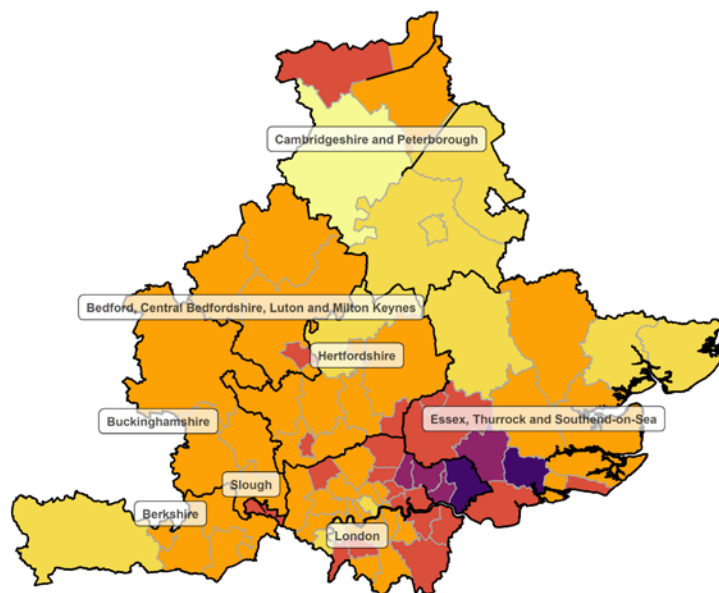 Cambridgeshire and Peterborough
Bedford, Central Bedfordshire, Luton and Milton Keynes
Hertfordshire
Buckinghamshire
Essex, Thurrock and Southend-on-Sea
Slough
Berkshire
London